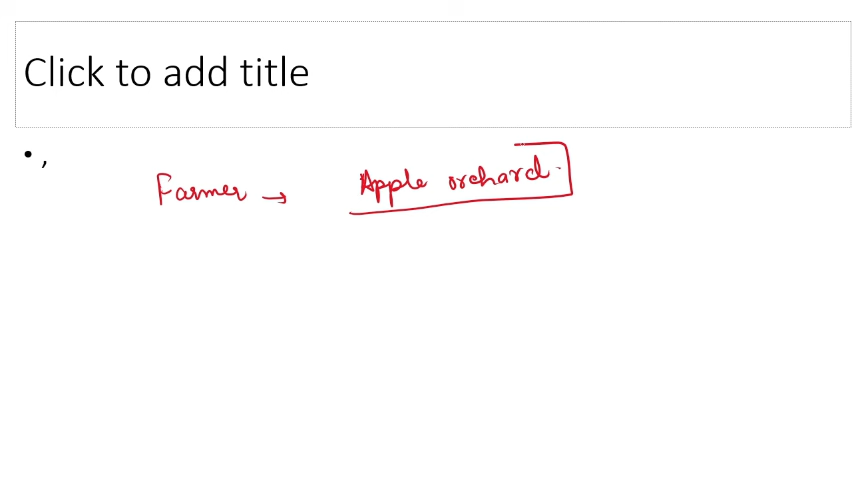 Click to add title
• ,
Farmer → Apple orchard.